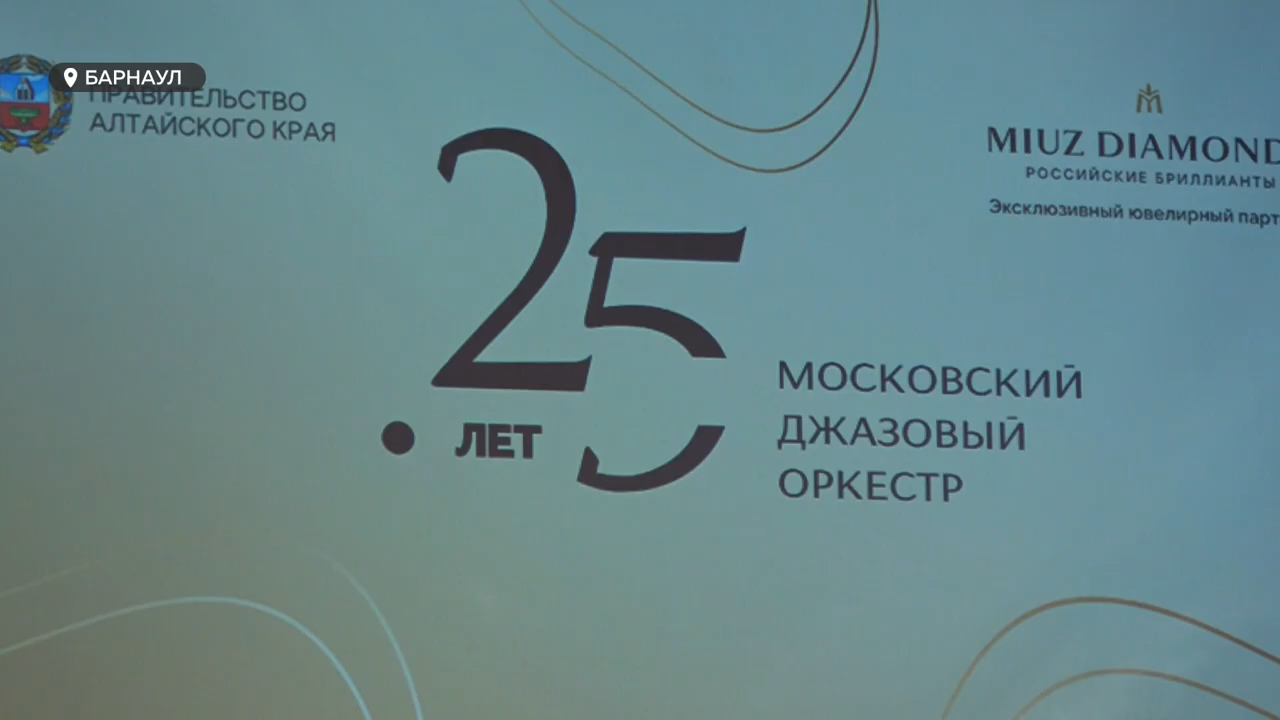 БАРНАУЛ
ПРАВИТЕЛЬСТВО
АЛТАЙСКОГО КРАЯ
MIUZ DIAMOND
РОССИЙСКИЕ БРИЛЛИАНТЫ
Эксклюзивный ювелирный парт
25
ЛЕТ
МОСКОВСКИЙ
ДЖАЗОВЫЙ
ОРКЕСТР